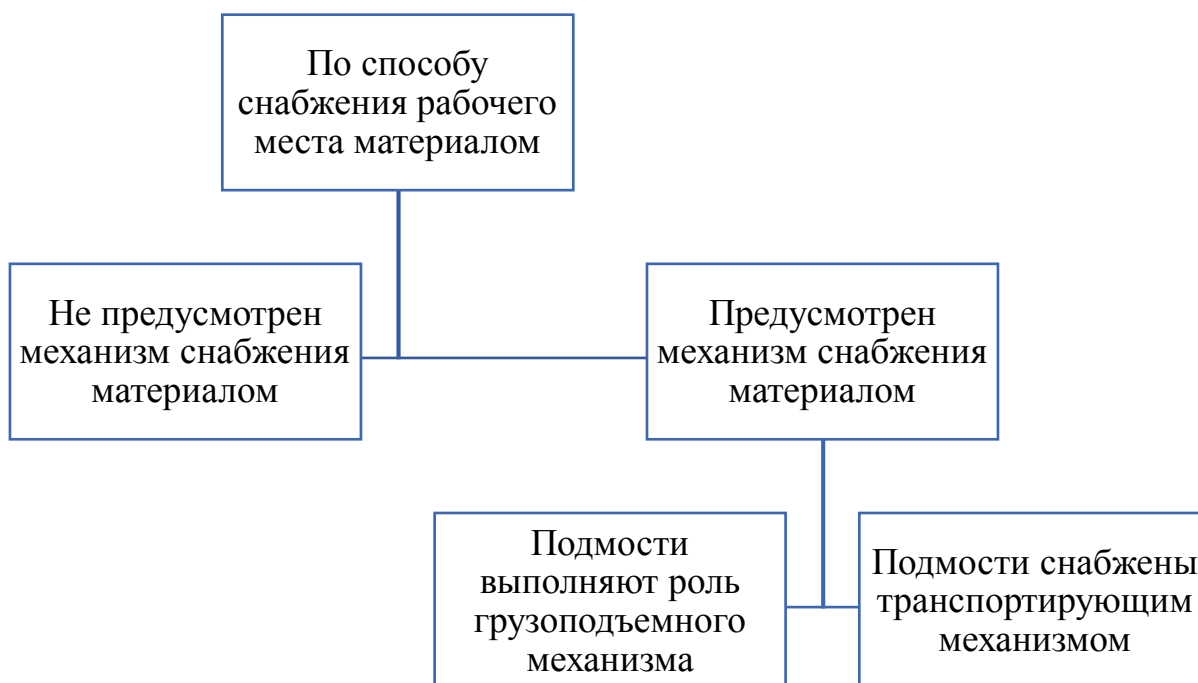 По способу
снабжения рабочего
места материалом
Не предусмотрен
механизм снабжения
материалом
Предусмотрен
механизм снабжения
материалом
Подмости
выполняют роль
грузоподъемного
механизма
Подмости снабжены
транспортирующим
механизмом